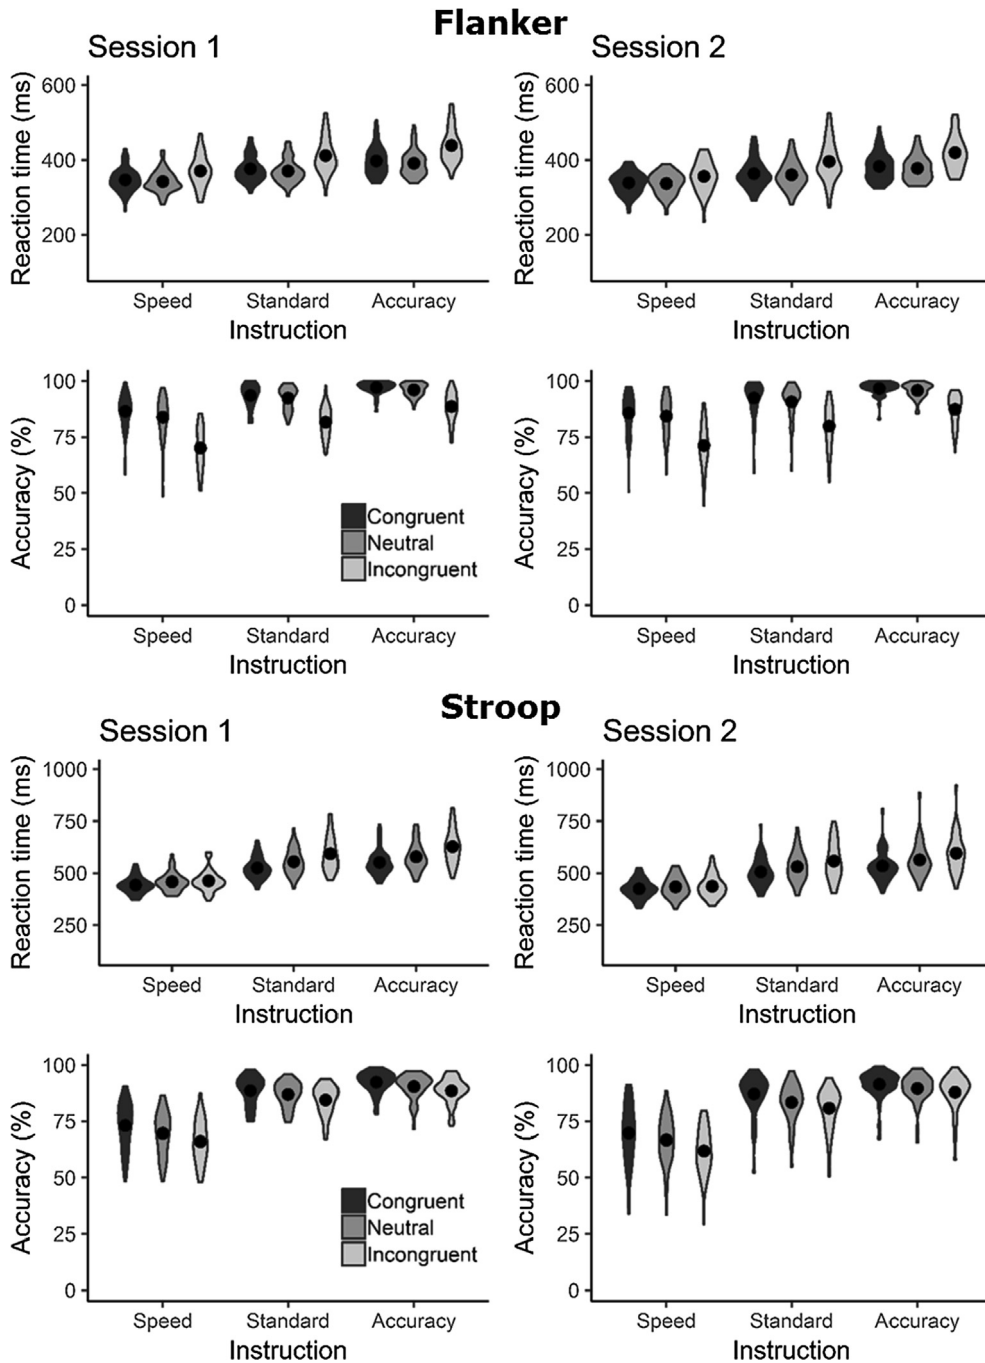 Flanker
Session 1
Session 2
Reaction time (ms)
600
400
200
Speed Standard Accuracy
Instruction
Reaction time (ms)
600
400
200
Speed Standard Accuracy
Instruction
Accuracy (%)
100
75
50
25
0
Congruent
Neutral
Incongruent
Speed Standard Accuracy
Instruction
Accuracy (%)
100
75
50
25
0
Speed Standard Accuracy
Instruction
Stroop
Session 1
Session 2
Reaction time (ms)
1000
750
500
250
Speed Standard Accuracy
Instruction
Reaction time (ms)
1000
750
500
250
Speed Standard Accuracy
Instruction
Accuracy (%)
100
75
50
25
0
Congruent
Neutral
Incongruent
Speed Standard Accuracy
Instruction
Accuracy (%)
100
75
50
25
0
Speed Standard Accuracy
Instruction